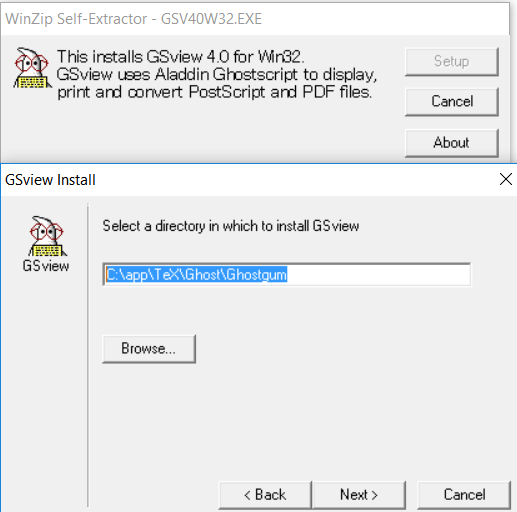 WinZip Self-Extractor - GSV40W32.EXE
This installs GSview 4.0 for Win32.
GSview uses Aladdin Ghostscript to display,
print and convert PostScript and PDF files.
Setup
Cancel
About
GSview Install
GSview
Select a directory in which to install GSview
C:\app\TeX\Ghost\Ghostgum
Browse...
< Back
Next >
Cancel